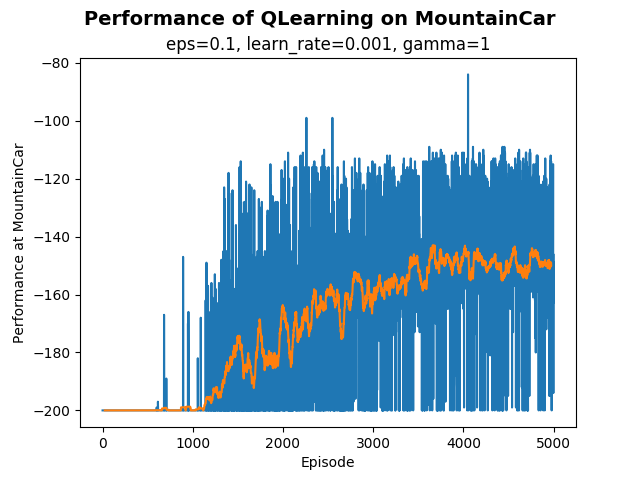 Performance of QLearning on MountainCar
eps=0.1, learn_rate=0.001, gamma=1
−80
−100
−120
−140
−160
−180
−200
Performance at MountainCar
0 1000 2000 3000 4000 5000
Episode